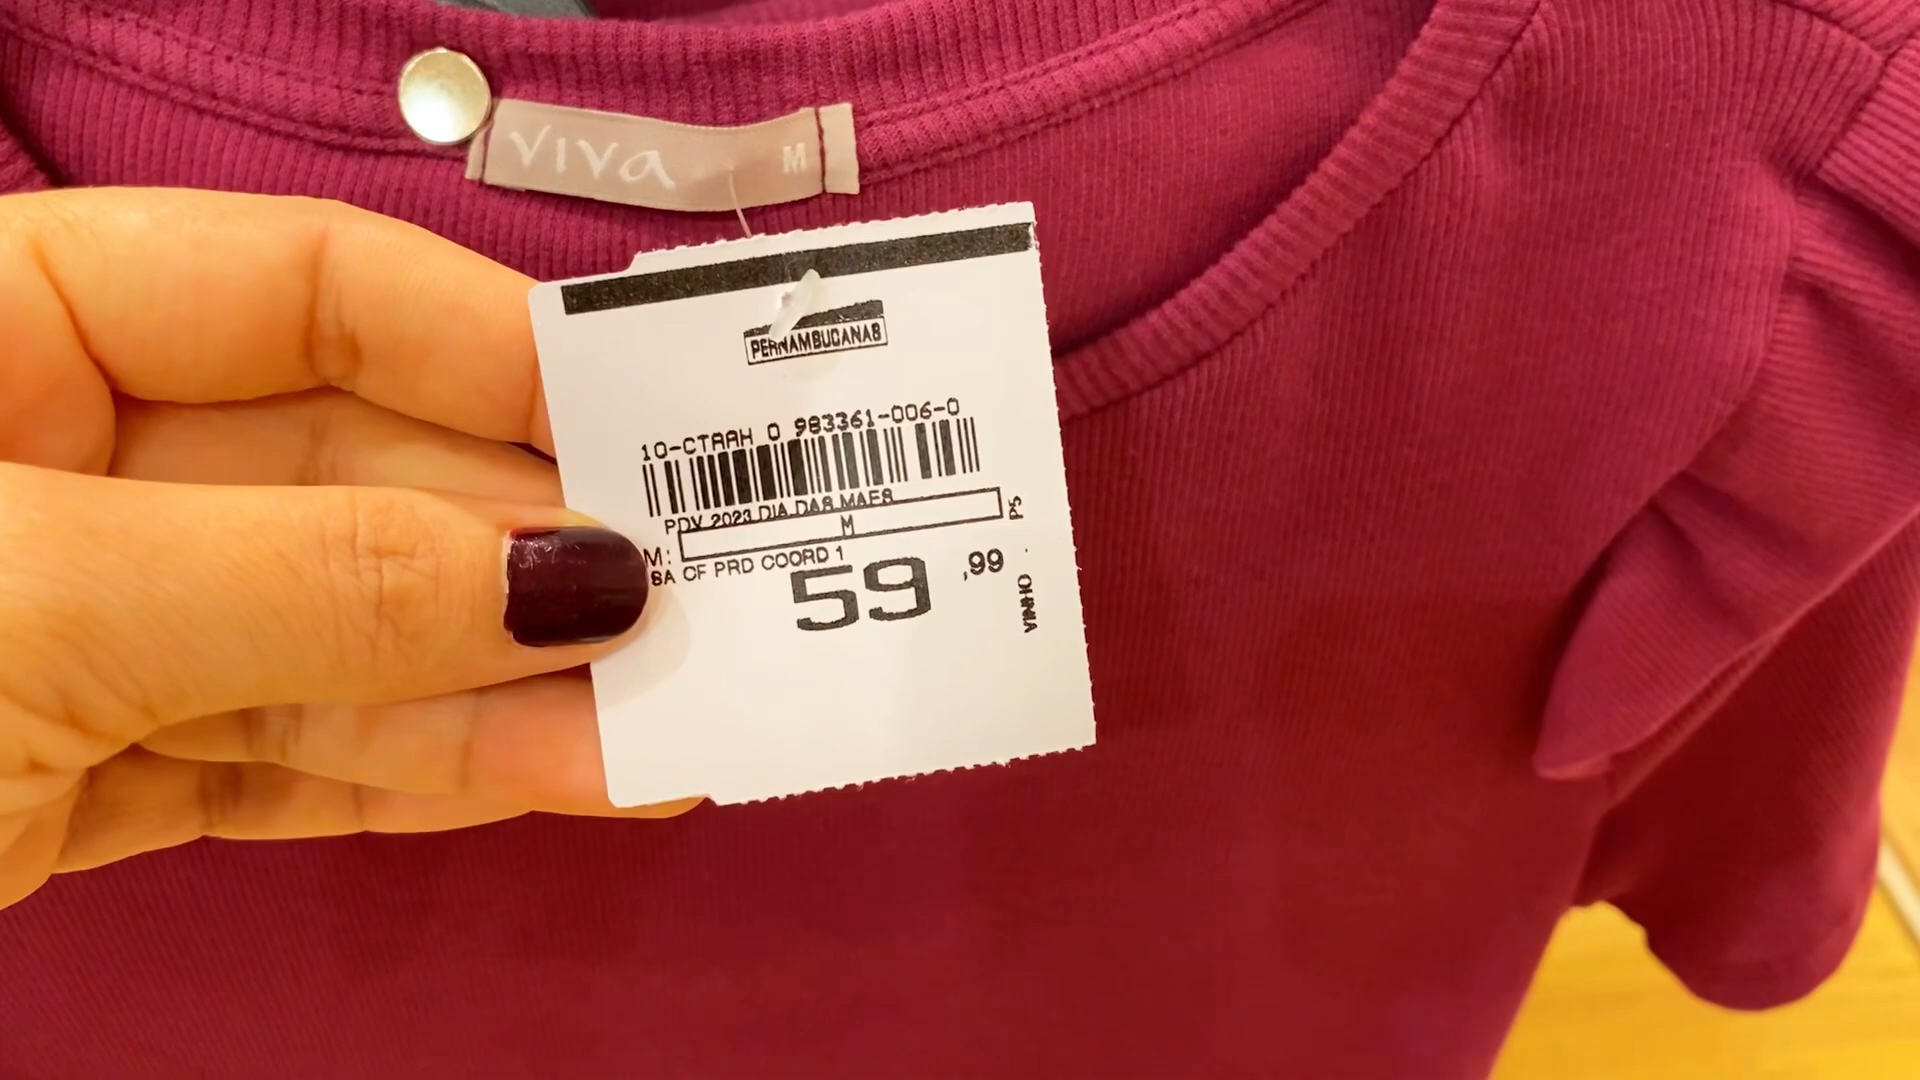 viva M
PERNAMBUCANAS
10-CTAAH 0 983361-006-0
PDV 2023 DIA DAS MAES
M: M P5
SA CF PRD COORD 1
59,99
VINHO